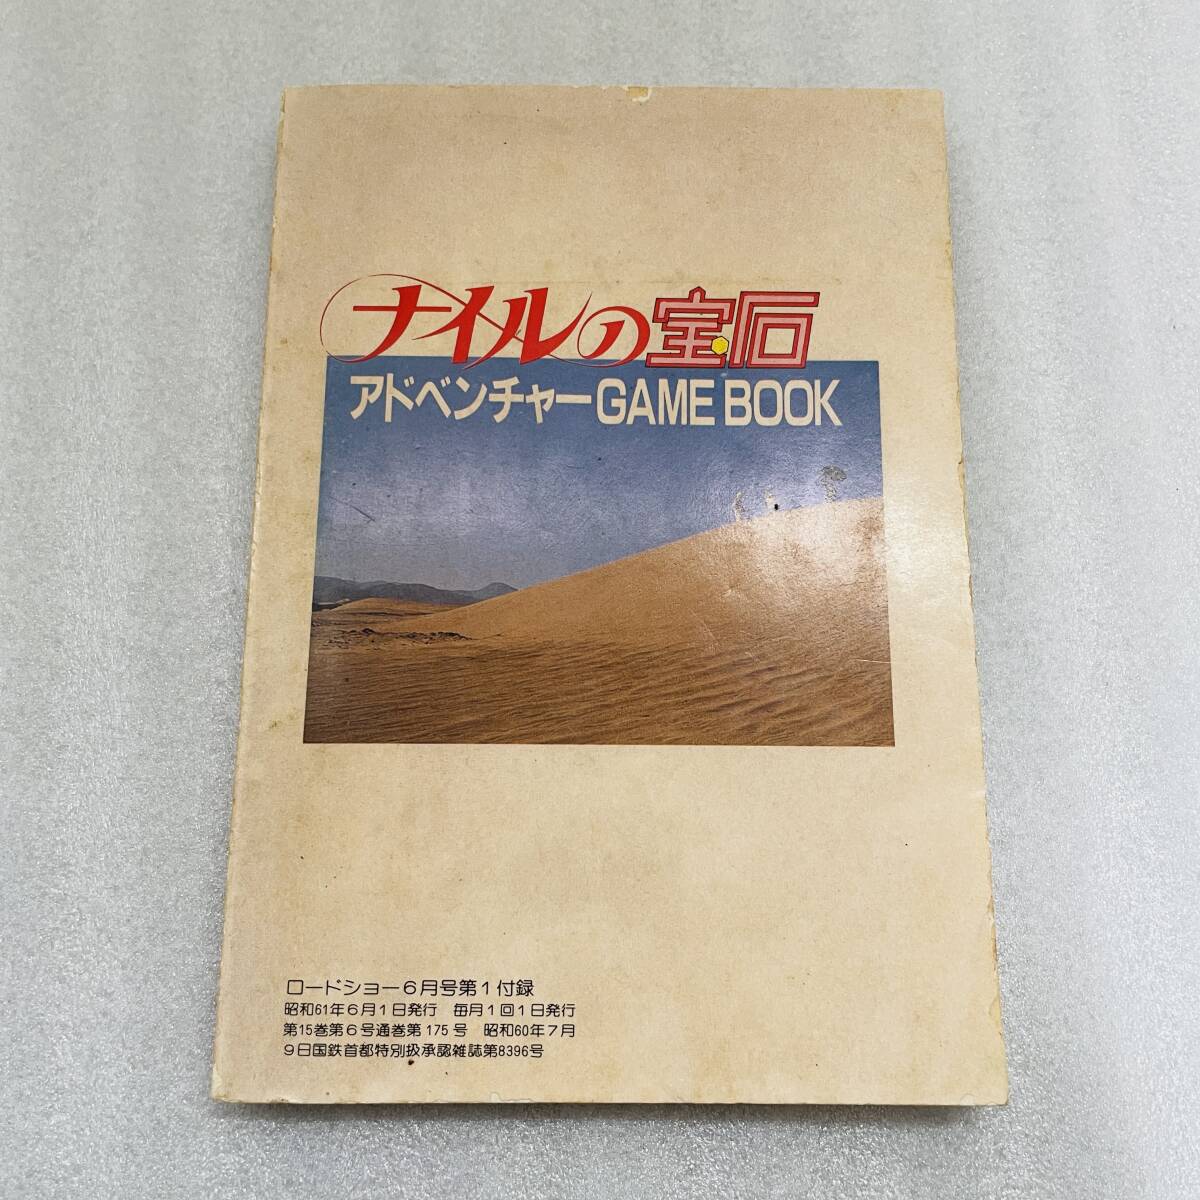 ナイルの宝石
アドベンチャーGAME BOOK
ロードショー6月号第1付録
昭和61年6月1日発行　毎月1回1日発行
第15巻第6号通巻第175号　昭和60年7月
9日国鉄首都特別扱承認雑誌第8396号